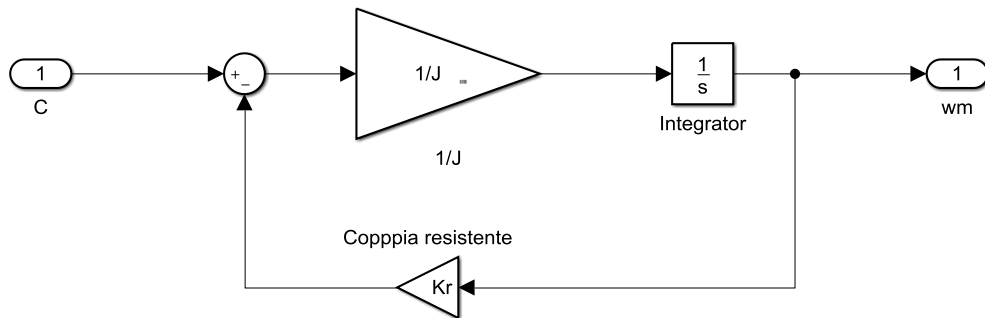 1
C
+
−
1/J
1/J
1
s
Integrator
1
wm
Copppia resistente
Kr